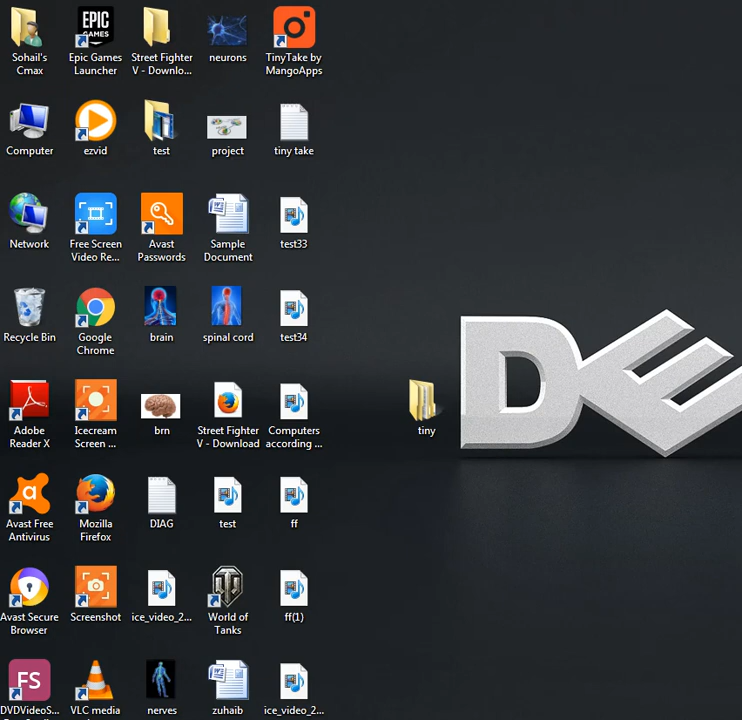 Sohail's
Cmax
EPIC
GAMES
Epic Games
Launcher
Street Fighter
V - Downlo...
neurons
TinyTake by
MangoApps
Computer
ezvid
test
project
tiny take
Network
Free Screen
Video Re...
Avast
Passwords
Sample
Document
test33
Recycle Bin
Google
Chrome
brain
spinal cord
test34
Adobe
Reader X
Icecream
Screen ...
brn
Street Fighter
V - Download
Computers
according ...
tiny
DE
Avast Free
Antivirus
Mozilla
Firefox
DIAG
test
ff
Avast Secure
Browser
Screenshot
ice_video_2...
World of
Tanks
ff(1)
FS
DVDVideoS...
VLC media
nerves
zuhaib
ice_video_2...